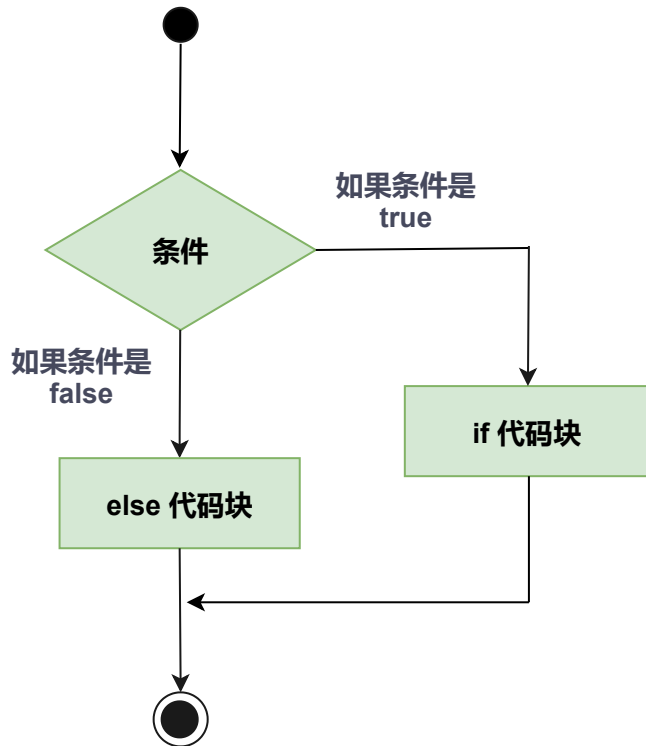 如果条件是
true
条件
如果条件是
false
if 代码块
else 代码块